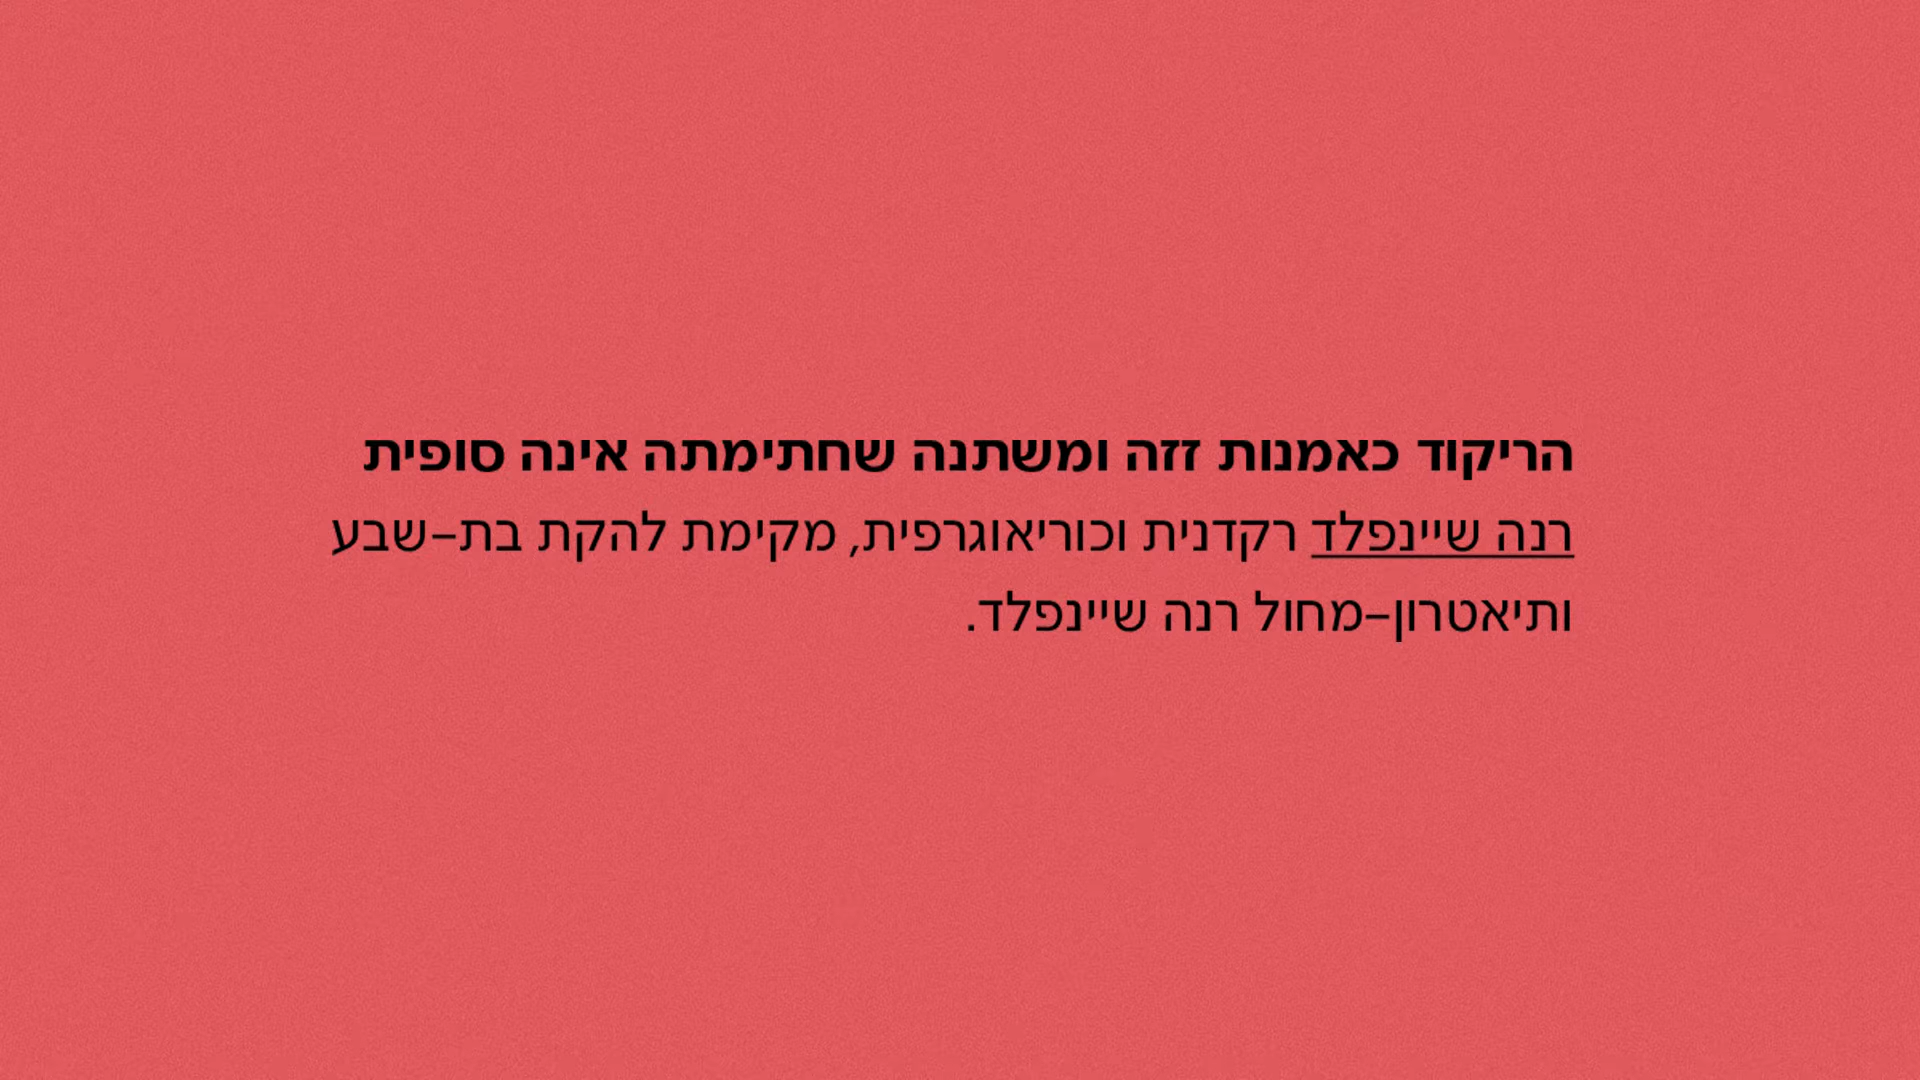 הריקוד כאמנות זזה ומשתנה שחתימתה אינה סופית
רנה שיינפלד רקדנית וכוריאוגרפית, מקימת להקת בת–שבע
ותיאטרון–מחול רנה שיינפלד.